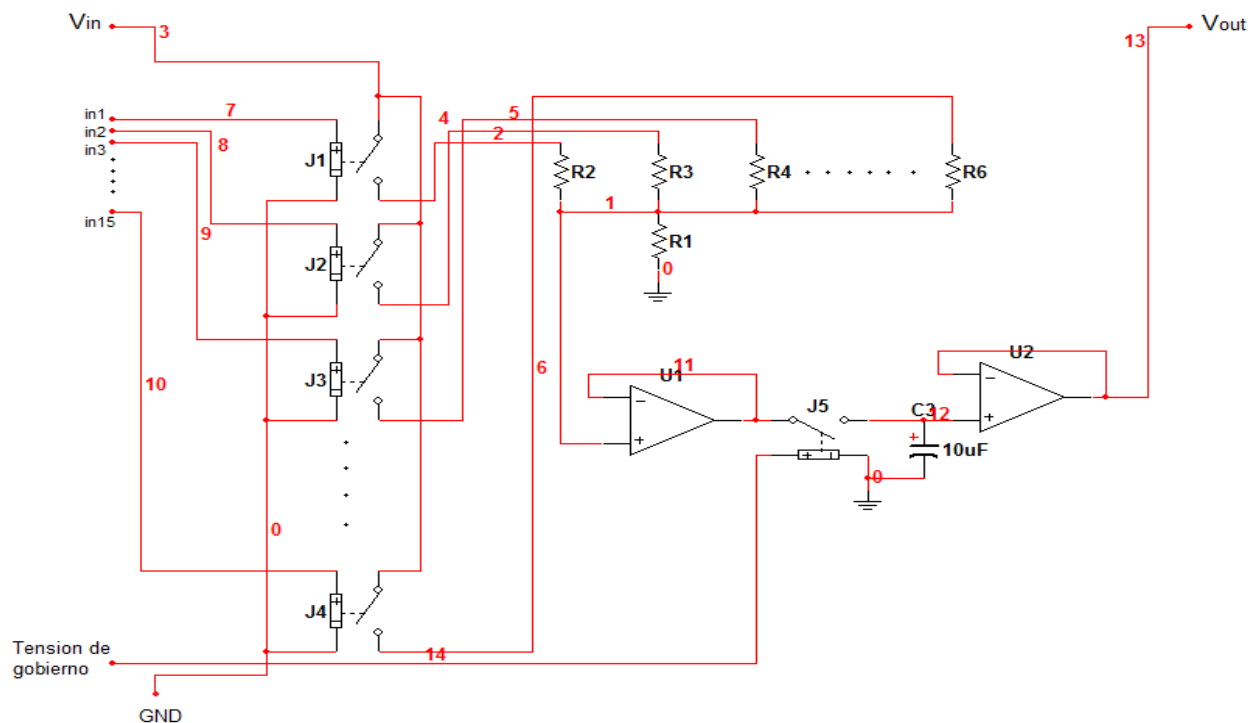 Vin
3
Vout
13
in1
7
in2
8
in3
in15
J1
4
5
2
R2
R3
R4
R6
1
R1
0
9
J2
10
J3
6
11
U1
J5
U2
C3
12
10uF
0
0
J4
Tension de
gobierno
14
GND